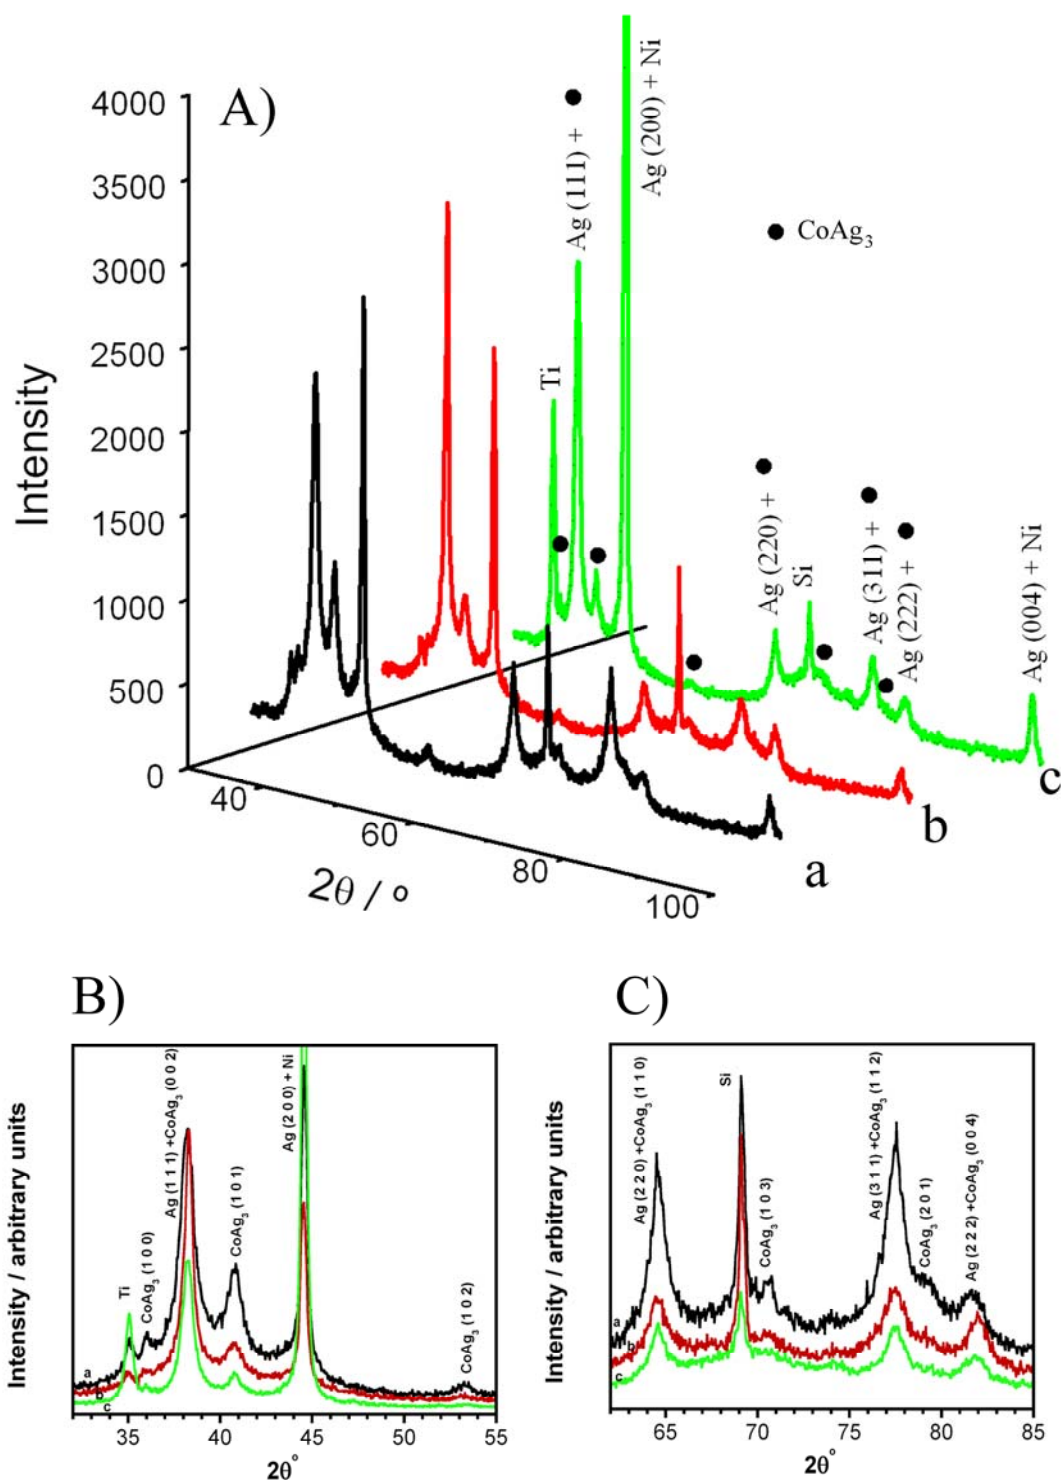 A)
4000
3500
3000
2500
2000
1500
1000
500
0
Intensity
40
60
80
100
2θ / º
Ti
Ag (111) + ●
Ag (200) + Ni
● CoAg3
Ag (220) + ●
Si
Ag (311) + ●
Ag (222) + ●
Ag (004) + Ni
a
b
c
B)
Intensity / arbitrary units
Ti
CoAg3 (1 0 0)
Ag (1 1 1) +CoAg3 (0 0 2)
CoAg3 (1 0 1)
Ag (2 0 0) + Ni
CoAg3 (1 0 2)
a
b
c
35 40 45 50 55
2θ°
C)
Intensity / arbitrary units
Ag (2 2 0) +CoAg3 (1 1 0)
Si
CoAg3 (1 0 3)
Ag (3 1 1) +CoAg3 (1 1 2)
CoAg3 (2 0 1)
Ag (2 2 2) +CoAg3 (0 0 4)
a
b
c
65 70 75 80 85
2θ°